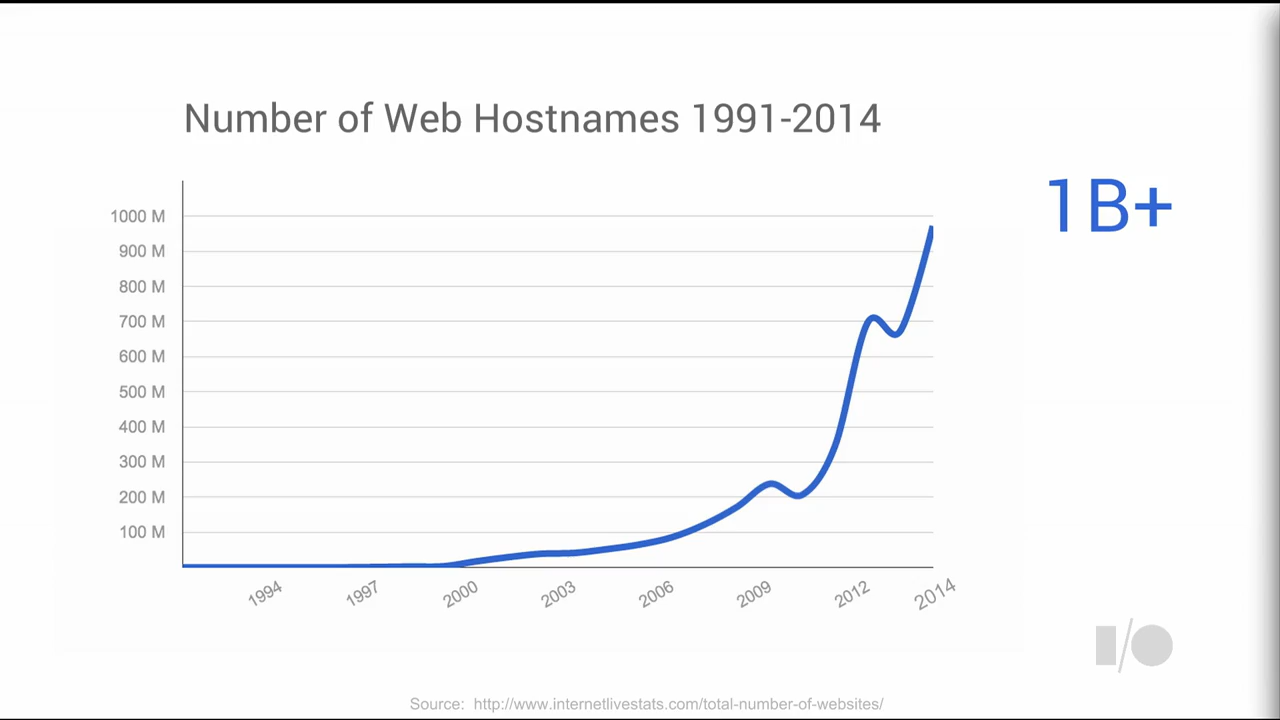 Number of Web Hostnames 1991-2014
1B+
1000 M
900 M
800 M
700 M
600 M
500 M
400 M
300 M
200 M
100 M
1994 1997 2000 2003 2006 2009 2012 2014
I/O
Source: http://www.internetlivestats.com/total-number-of-websites/